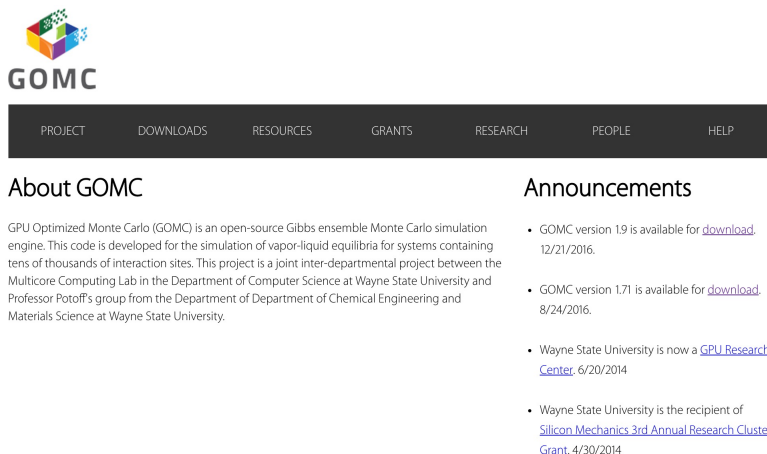 GOMC
PROJECT DOWNLOADS RESOURCES GRANTS RESEARCH PEOPLE HELP
About GOMC
GPU Optimized Monte Carlo (GOMC) is an open-source Gibbs ensemble Monte Carlo simulation
engine. This code is developed for the simulation of vapor-liquid equilibria for systems containing
tens of thousands of interaction sites. This project is a joint inter-departmental project between the
Multicore Computing Lab in the Department of Computer Science at Wayne State University and
Professor Potoff's group from the Department of Department of Chemical Engineering and
Materials Science at Wayne State University.
Announcements
• GOMC version 1.9 is available for download.
12/21/2016.
• GOMC version 1.71 is available for download.
8/24/2016.
• Wayne State University is now a GPU Research
Center. 6/20/2014
• Wayne State University is the recipient of
Silicon Mechanics 3rd Annual Research Cluste
Grant. 4/30/2014